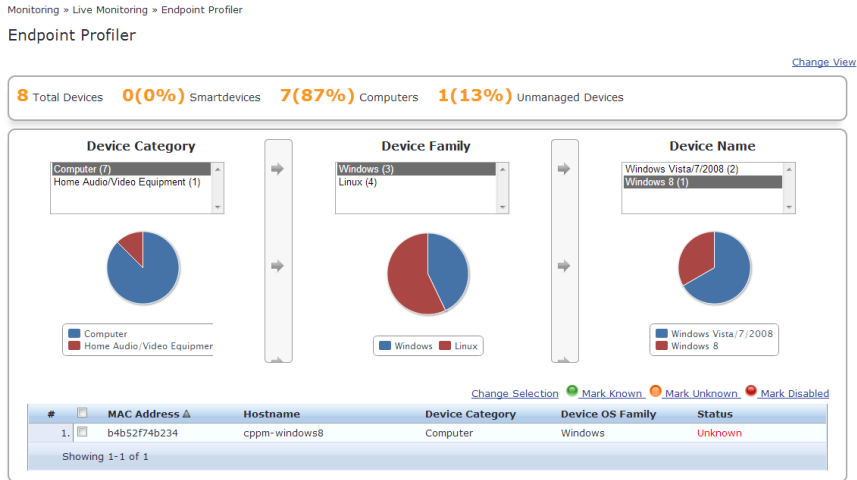 Monitoring » Live Monitoring » Endpoint Profiler
Endpoint Profiler
Change View
8 Total Devices 0(0%) Smartdevices 7(87%) Computers 1(13%) Unmanaged Devices
Device Category
Computer (7)
Home Audio/Video Equipment (1)
Computer
Home Audio/Video Equipmer
Device Family
Windows (3)
Linux (4)
Windows Linux
Device Name
Windows Vista/7/2008 (2)
Windows 8 (1)
Windows Vista/7/2008
Windows 8
Change Selection Mark Known Mark Unknown Mark Disabled
# MAC Address Hostname Device Category Device OS Family Status
1. b4b52f74b234 cppm-windows8 Computer Windows Unknown
Showing 1-1 of 1